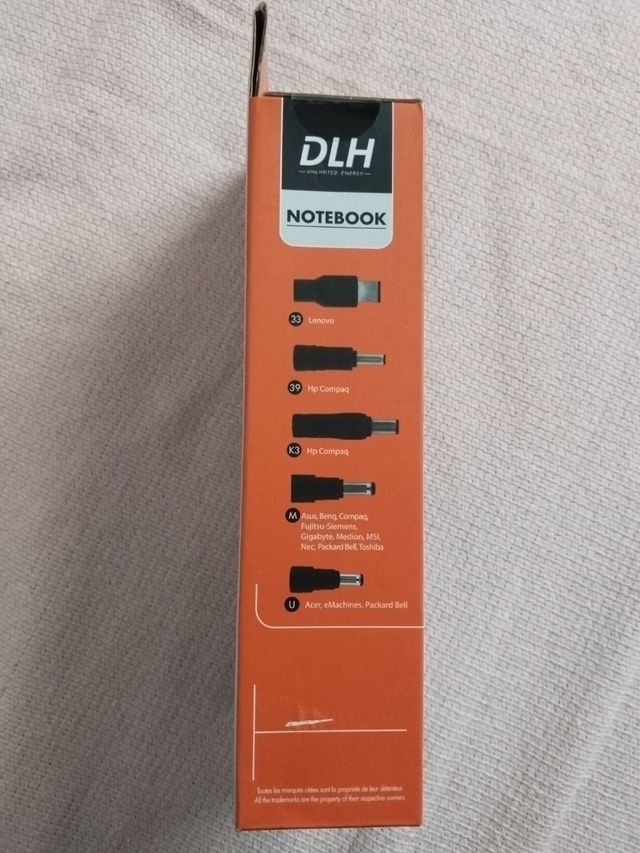 DLH
UNLIMITED ENERGY
NOTEBOOK
33 Lenovo
39 Hp Compaq
K3 Hp Compaq
M Asus, Benq, Compaq,
Fujitsu-Siemens,
Gigabyte, Medion, MSI,
Nec, Packard Bell, Toshiba
U Acer, eMachines, Packard Bell
Toutes les marques citées sont la propriété de leur détenteur
All the trademarks are the property of their respective owners.